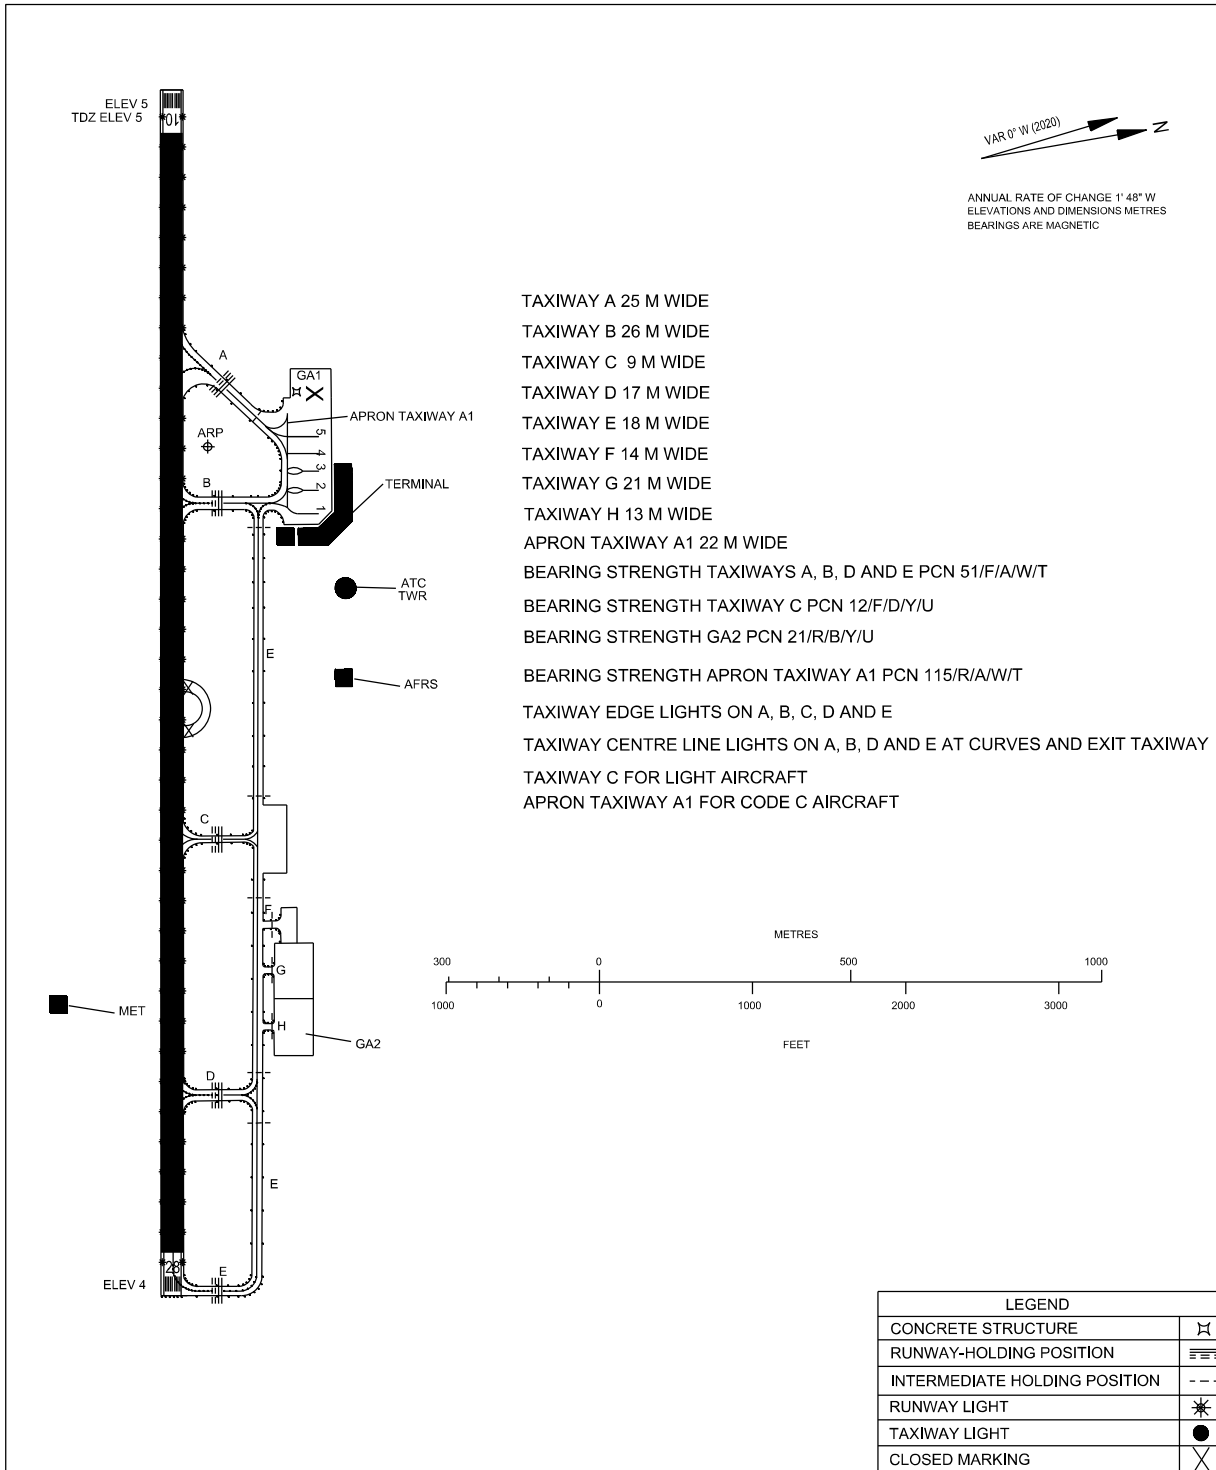 ELEV 5
TDZ ELEV 5
10
VAR 0° W (2020)
N
ANNUAL RATE OF CHANGE 1' 48" W
ELEVATIONS AND DIMENSIONS METRES
BEARINGS ARE MAGNETIC
A
GA1
APRON TAXIWAY A1
ARP
5
4
3
2
1
B
TERMINAL
ATC
TWR
E
AFRS
C
F
G
H
GA2
MET
D
E
E
28
ELEV 4
TAXIWAY A 25 M WIDE
TAXIWAY B 26 M WIDE
TAXIWAY C 9 M WIDE
TAXIWAY D 17 M WIDE
TAXIWAY E 18 M WIDE
TAXIWAY F 14 M WIDE
TAXIWAY G 21 M WIDE
TAXIWAY H 13 M WIDE
APRON TAXIWAY A1 22 M WIDE
BEARING STRENGTH TAXIWAYS A, B, D AND E PCN 51/F/A/W/T
BEARING STRENGTH TAXIWAY C PCN 12/F/D/Y/U
BEARING STRENGTH GA2 PCN 21/R/B/Y/U
BEARING STRENGTH APRON TAXIWAY A1 PCN 115/R/A/W/T
TAXIWAY EDGE LIGHTS ON A, B, C, D AND E
TAXIWAY CENTRE LINE LIGHTS ON A, B, D AND E AT CURVES AND EXIT TAXIWAY
TAXIWAY C FOR LIGHT AIRCRAFT
APRON TAXIWAY A1 FOR CODE C AIRCRAFT
METRES
300 0 500 1000
1000 0 1000 2000 3000
FEET
LEGEND
CONCRETE STRUCTURE
RUNWAY-HOLDING POSITION
INTERMEDIATE HOLDING POSITION
RUNWAY LIGHT
TAXIWAY LIGHT
CLOSED MARKING